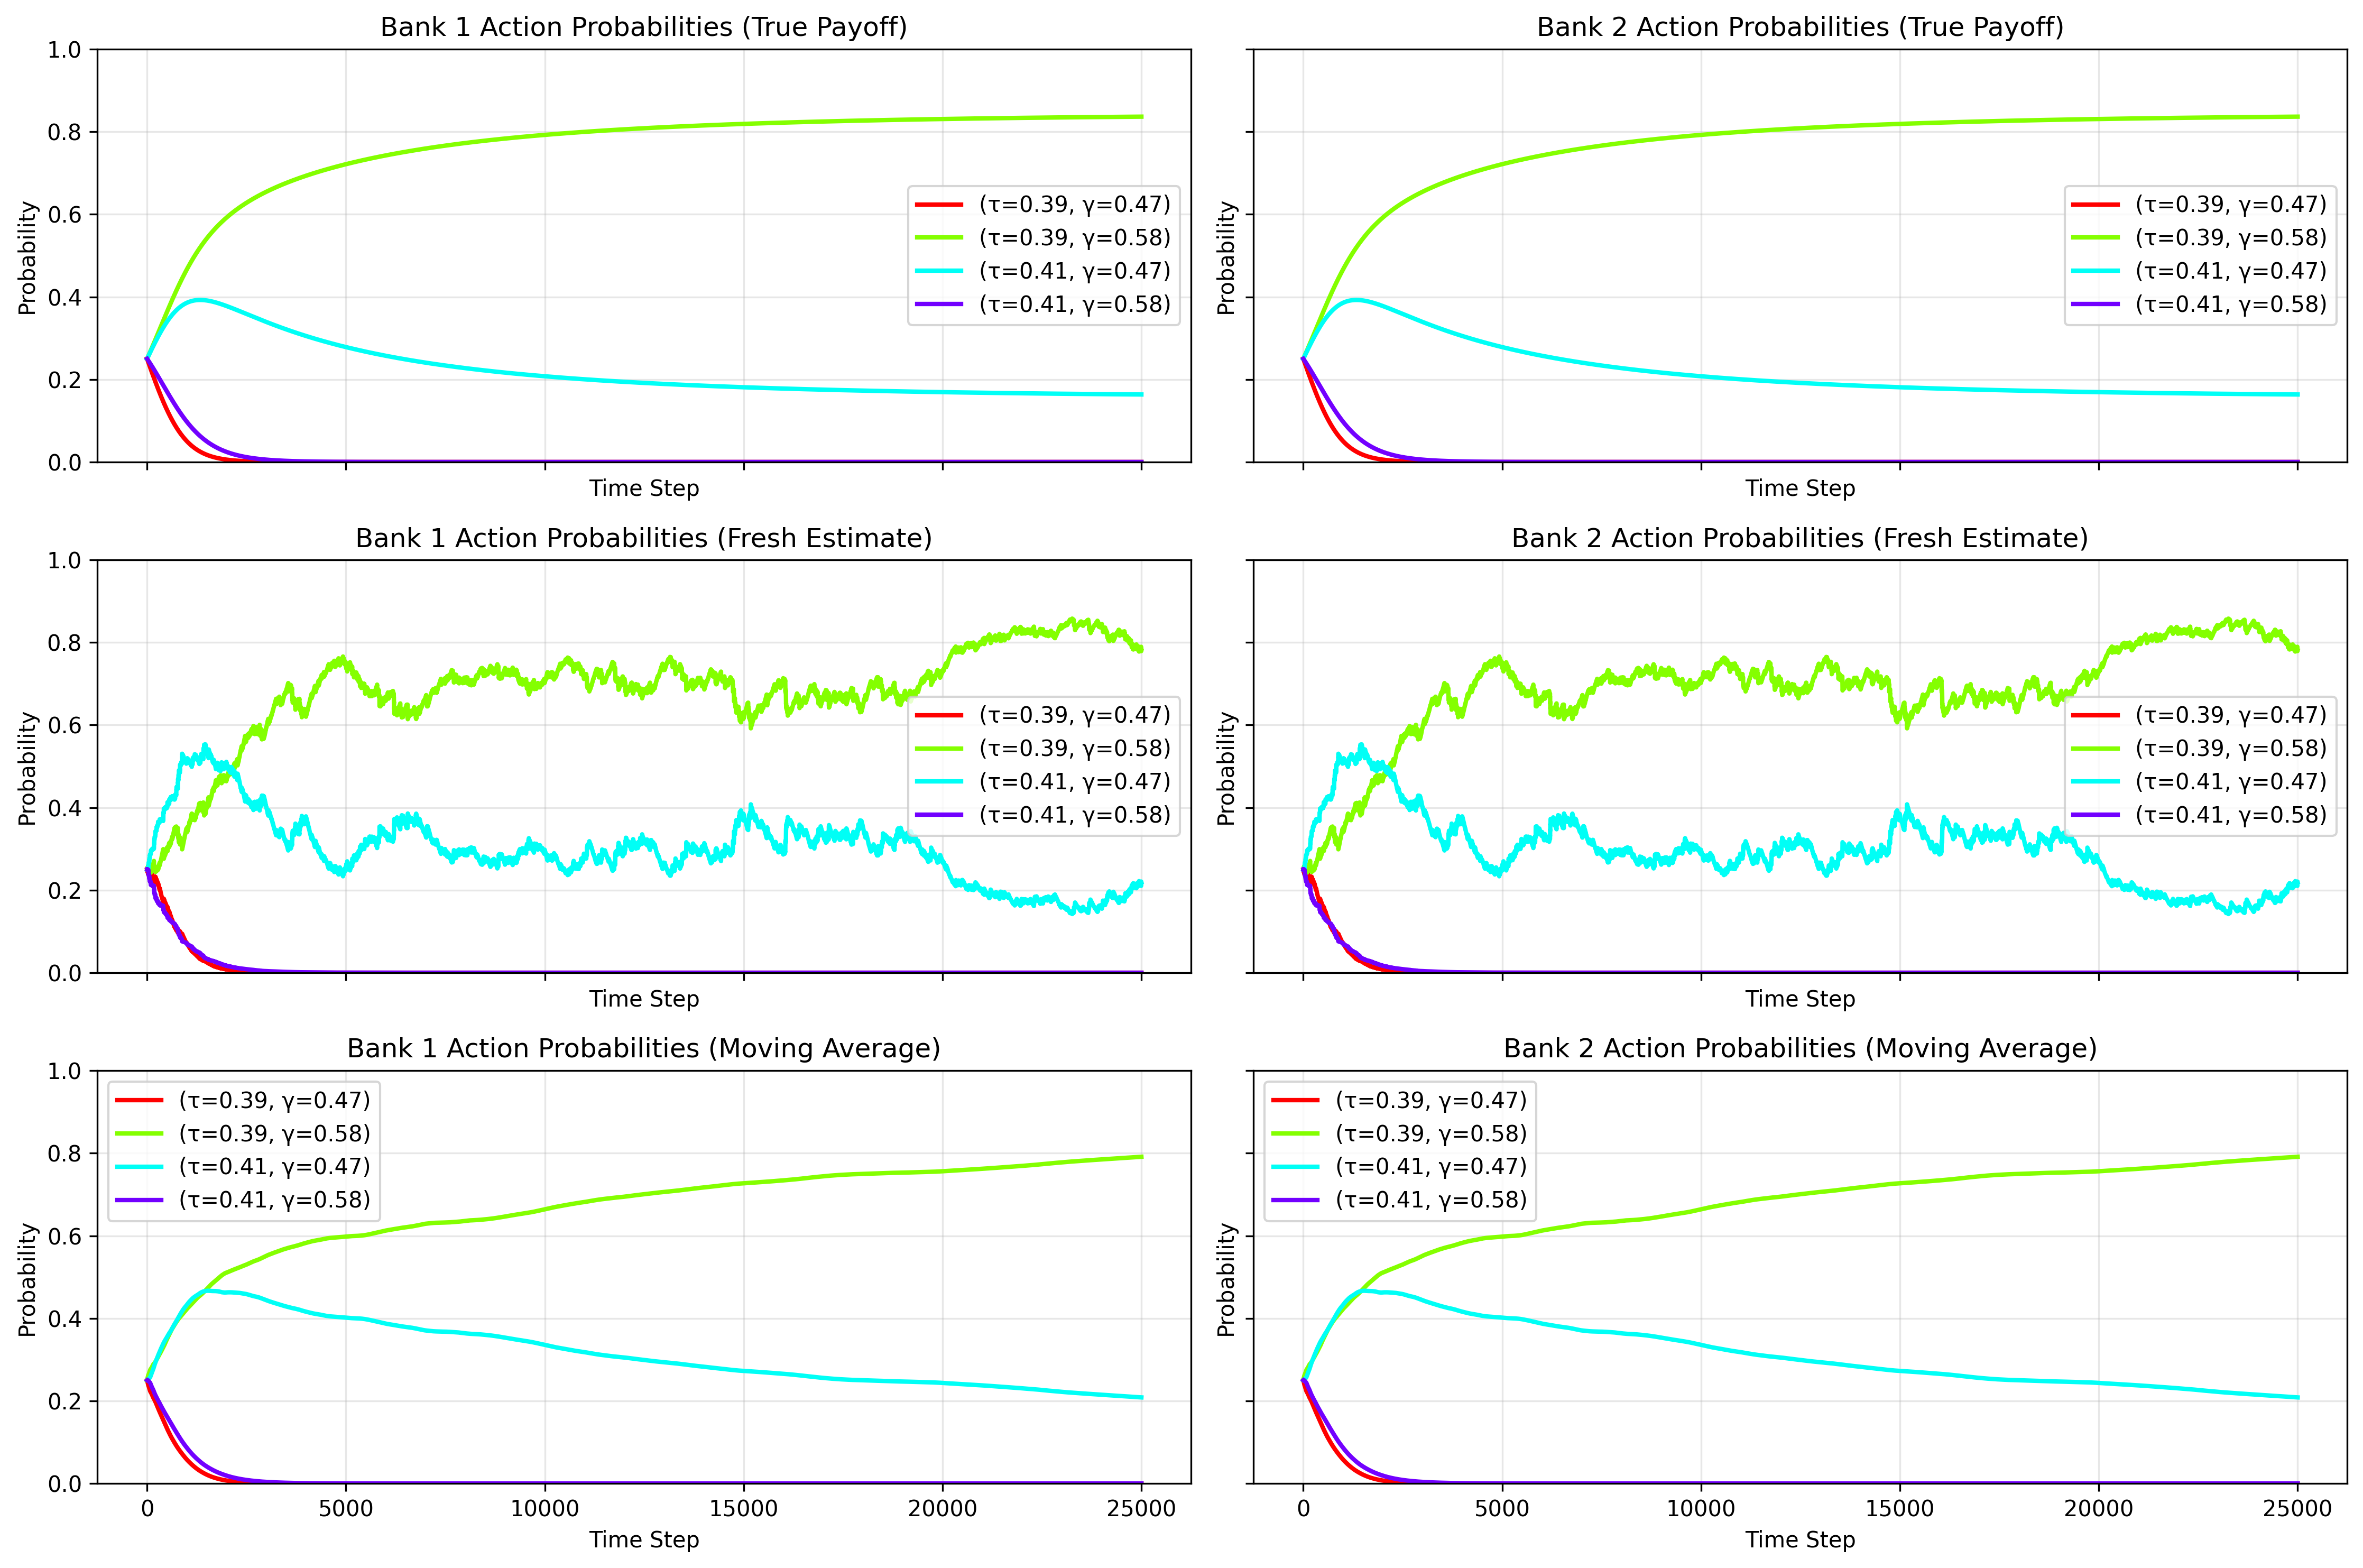 Bank 1 Action Probabilities (True Payoff)
Probability
1.0
0.8
0.6
0.4
0.2
0.0
(τ=0.39, γ=0.47)
(τ=0.39, γ=0.58)
(τ=0.41, γ=0.47)
(τ=0.41, γ=0.58)
Time Step
Bank 2 Action Probabilities (True Payoff)
Probability
(τ=0.39, γ=0.47)
(τ=0.39, γ=0.58)
(τ=0.41, γ=0.47)
(τ=0.41, γ=0.58)
Time Step
Bank 1 Action Probabilities (Fresh Estimate)
Probability
1.0
0.8
0.6
0.4
0.2
0.0
(τ=0.39, γ=0.47)
(τ=0.39, γ=0.58)
(τ=0.41, γ=0.47)
(τ=0.41, γ=0.58)
Time Step
Bank 2 Action Probabilities (Fresh Estimate)
Probability
(τ=0.39, γ=0.47)
(τ=0.39, γ=0.58)
(τ=0.41, γ=0.47)
(τ=0.41, γ=0.58)
Time Step
Bank 1 Action Probabilities (Moving Average)
Probability
1.0
0.8
0.6
0.4
0.2
0.0
(τ=0.39, γ=0.47)
(τ=0.39, γ=0.58)
(τ=0.41, γ=0.47)
(τ=0.41, γ=0.58)
0 5000 10000 15000 20000 25000
Time Step
Bank 2 Action Probabilities (Moving Average)
Probability
(τ=0.39, γ=0.47)
(τ=0.39, γ=0.58)
(τ=0.41, γ=0.47)
(τ=0.41, γ=0.58)
0 5000 10000 15000 20000 25000
Time Step